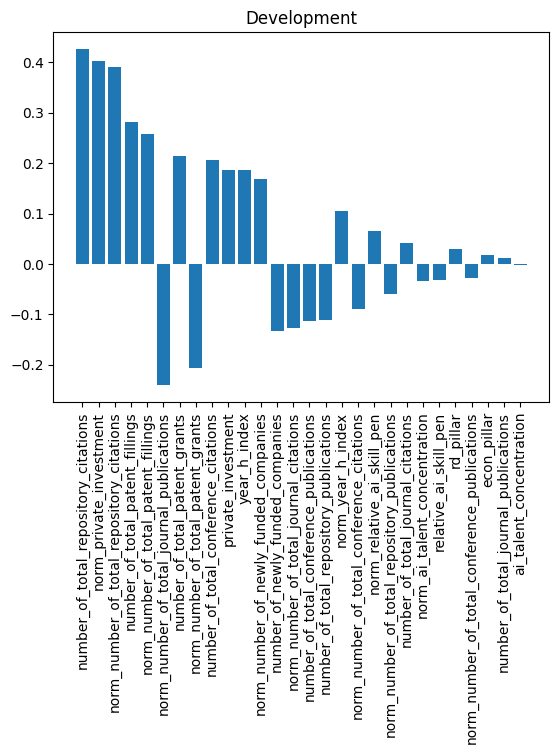 Development
0.4
0.3
0.2
0.1
0.0
−0.1
−0.2
number_of_total_repository_citations
norm_private_investment
norm_number_of_total_repository_citations
number_of_total_patent_fillings
norm_number_of_total_patent_fillings
norm_number_of_total_journal_publications
number_of_total_patent_grants
norm_number_of_total_patent_grants
number_of_total_conference_citations
private_investment
year_h_index
norm_number_of_newly_funded_companies
number_of_newly_funded_companies
norm_number_of_total_journal_citations
number_of_total_conference_publications
number_of_total_repository_publications
norm_year_h_index
norm_number_of_total_conference_citations
norm_relative_ai_skill_pen
norm_number_of_total_repository_publications
number_of_total_journal_citations
norm_ai_talent_concentration
relative_ai_skill_pen
rd_pillar
norm_number_of_total_conference_publications
econ_pillar
number_of_total_journal_publications
ai_talent_concentration